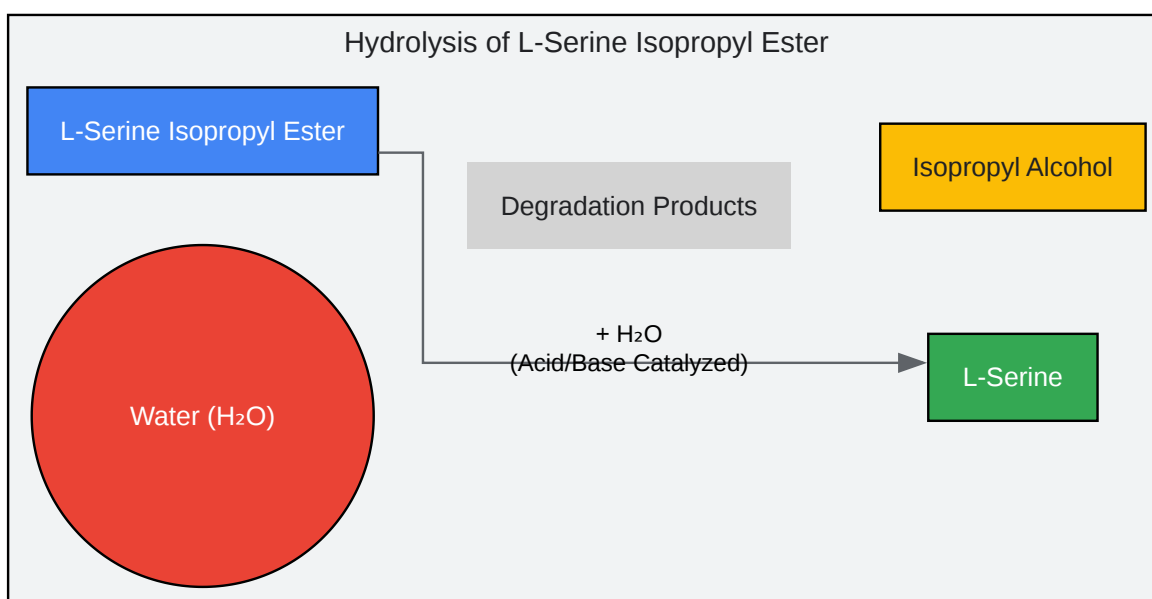 Hydrolysis of L-Serine Isopropyl Ester
L-Serine Isopropyl Ester
Isopropyl Alcohol
Degradation Products
+ H₂O
(Acid/Base Catalyzed)
L-Serine
Water (H₂O)